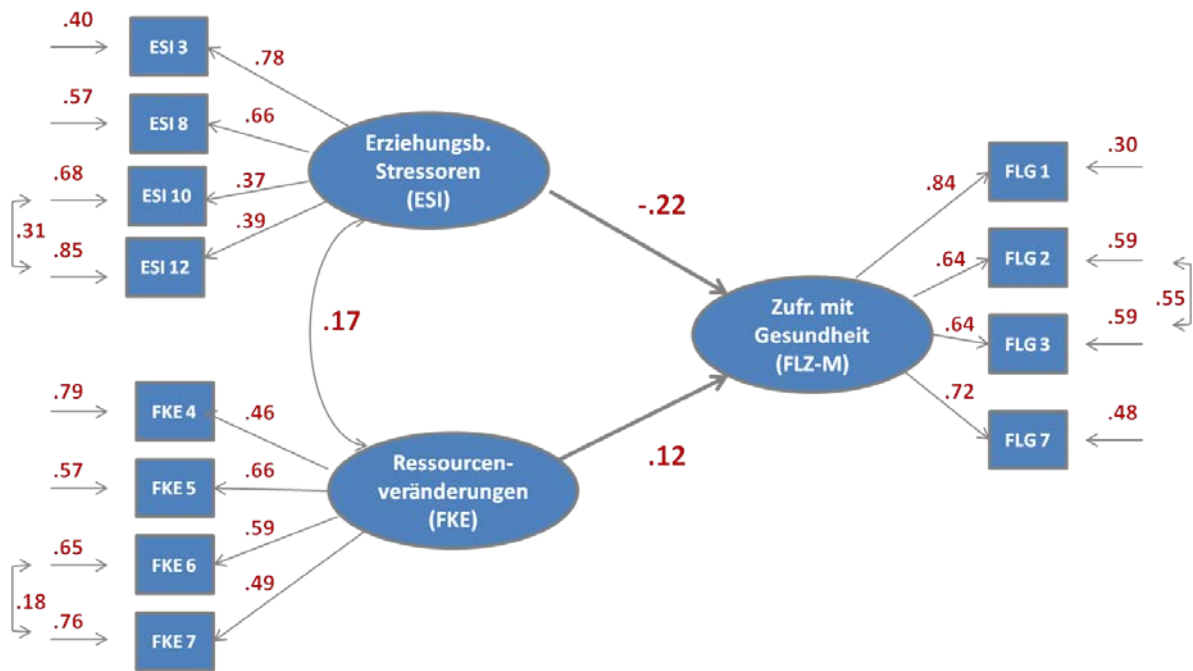 .40
ESI 3
.78
.57
ESI 8
.66
.68
ESI 10
.37
.31
.85
ESI 12
.39
Erziehungsb.
Stressoren
(ESI)
-.22
.17
.79
FKE 4
.46
.57
FKE 5
.66
.65
FKE 6
.59
.18
.76
FKE 7
.49
Ressourcen-
veränderungen
(FKE)
.12
Zufr. mit
Gesundheit
(FLZ-M)
.84
FLG 1
.30
.64
FLG 2
.59
.55
.64
FLG 3
.59
.72
FLG 7
.48